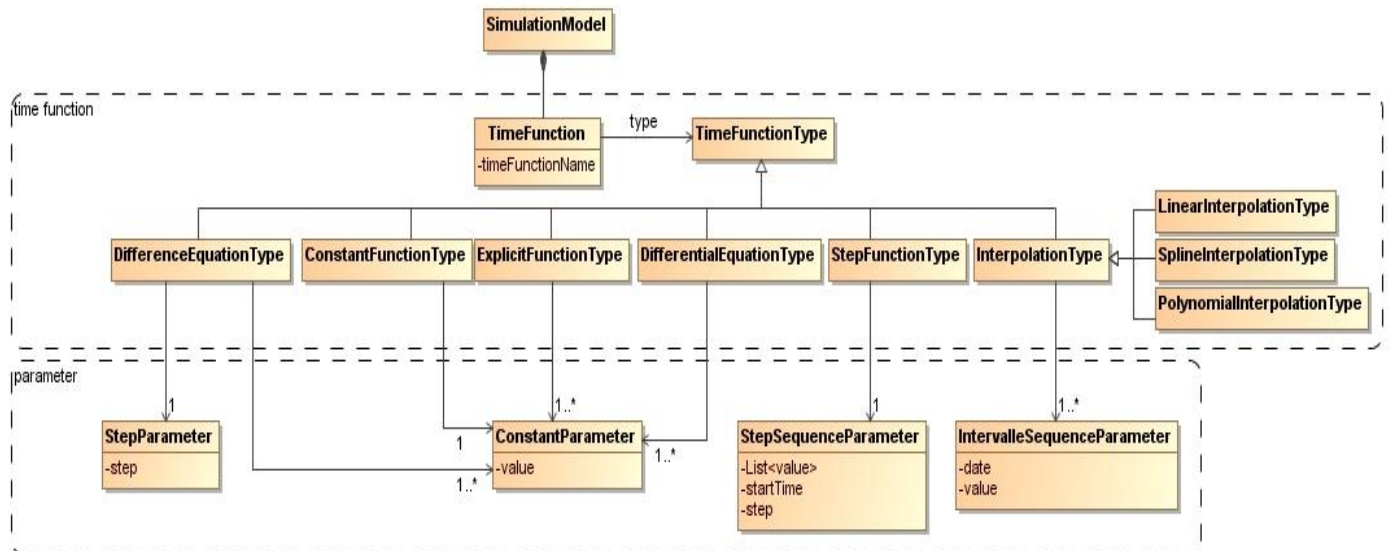 SimulationModel
time function
TimeFunction
-timeFunctionName
type
TimeFunctionType
DifferenceEquationType
ConstantFunctionType
ExplicitFunctionType
DifferentialEquationType
StepFunctionType
InterpolationType
LinearInterpolationType
SplineInterpolationType
PolynomialInterpolationType
parameter
1
1
1..*
1..*
1..*
1
1..*
StepParameter
-step
ConstantParameter
-value
StepSequenceParameter
-List<value>
-startTime
-step
IntervalleSequenceParameter
-date
-value